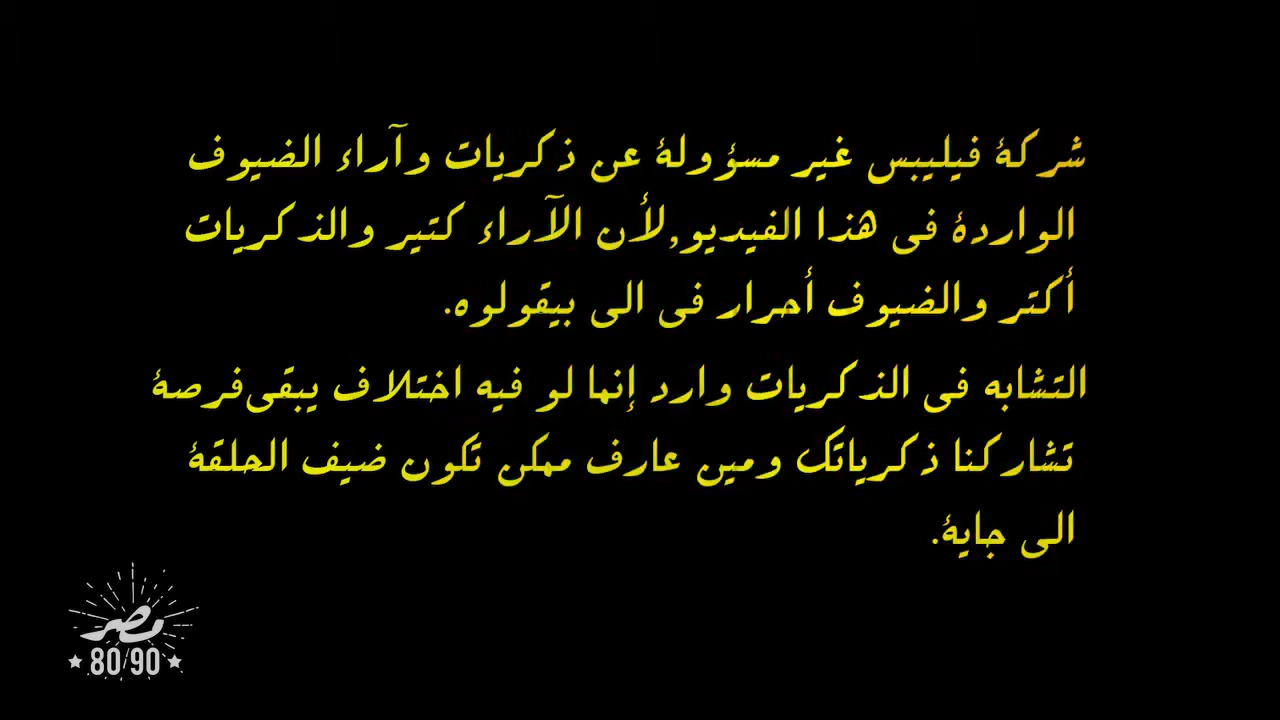 شركة فيليبس غير مسؤولة عن ذكريات وآراء الضيوف
الواردة فى هذا الفيديو,لأن الآراء كتير والذكريات
أكتر والضيوف أحرار فى الى بيقولوه.
التشابه فى الذكريات وارد إنما لو فيه اختلاف يبقى فرصة
تشاركنا ذكرياتك ومين عارف ممكن تكون ضيف الحلقة
الى جاية.
مصر
80/90